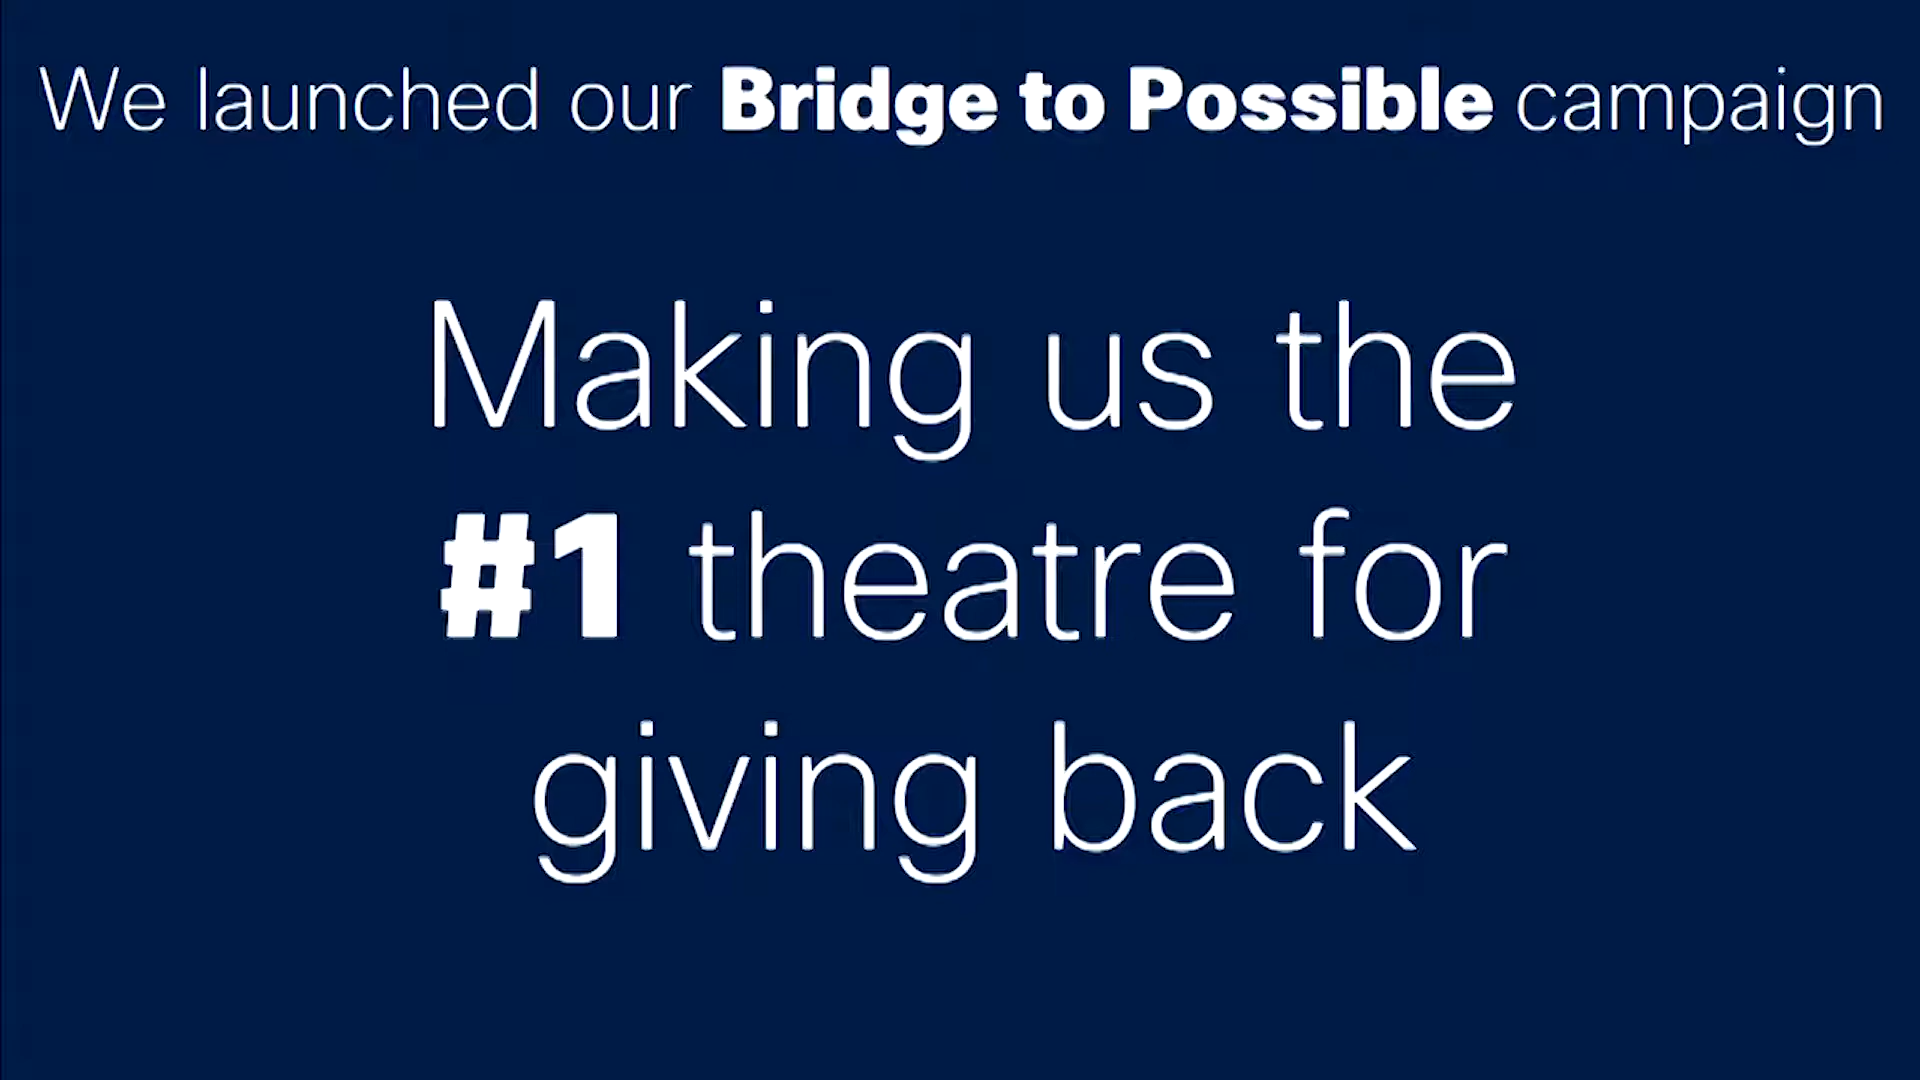 We launched our Bridge to Possible campaign
Making us the
#1 theatre for
giving back